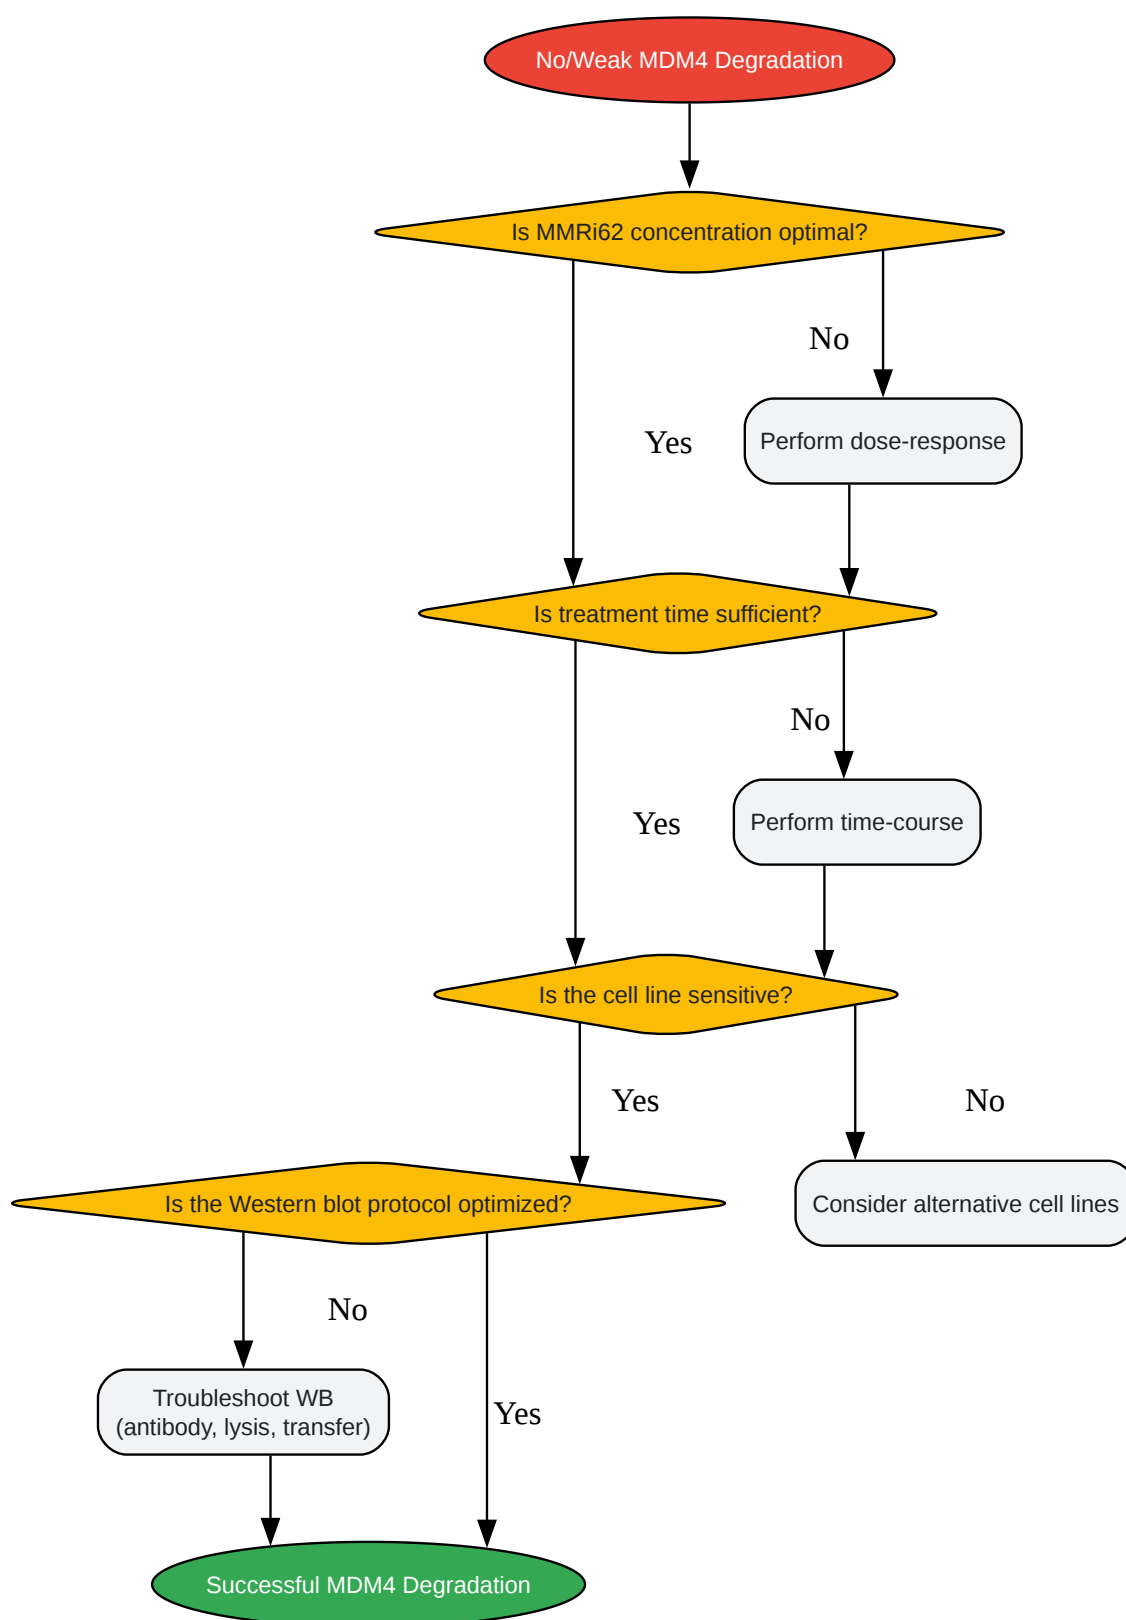 No/Weak MDM4 Degradation
Is MMRi62 concentration optimal?
No
Yes
Perform dose-response
Is treatment time sufficient?
No
Yes
Perform time-course
Is the cell line sensitive?
Yes
No
Is the Western blot protocol optimized?
Consider alternative cell lines
No
Troubleshoot WB
(antibody, lysis, transfer)
Yes
Successful MDM4 Degradation